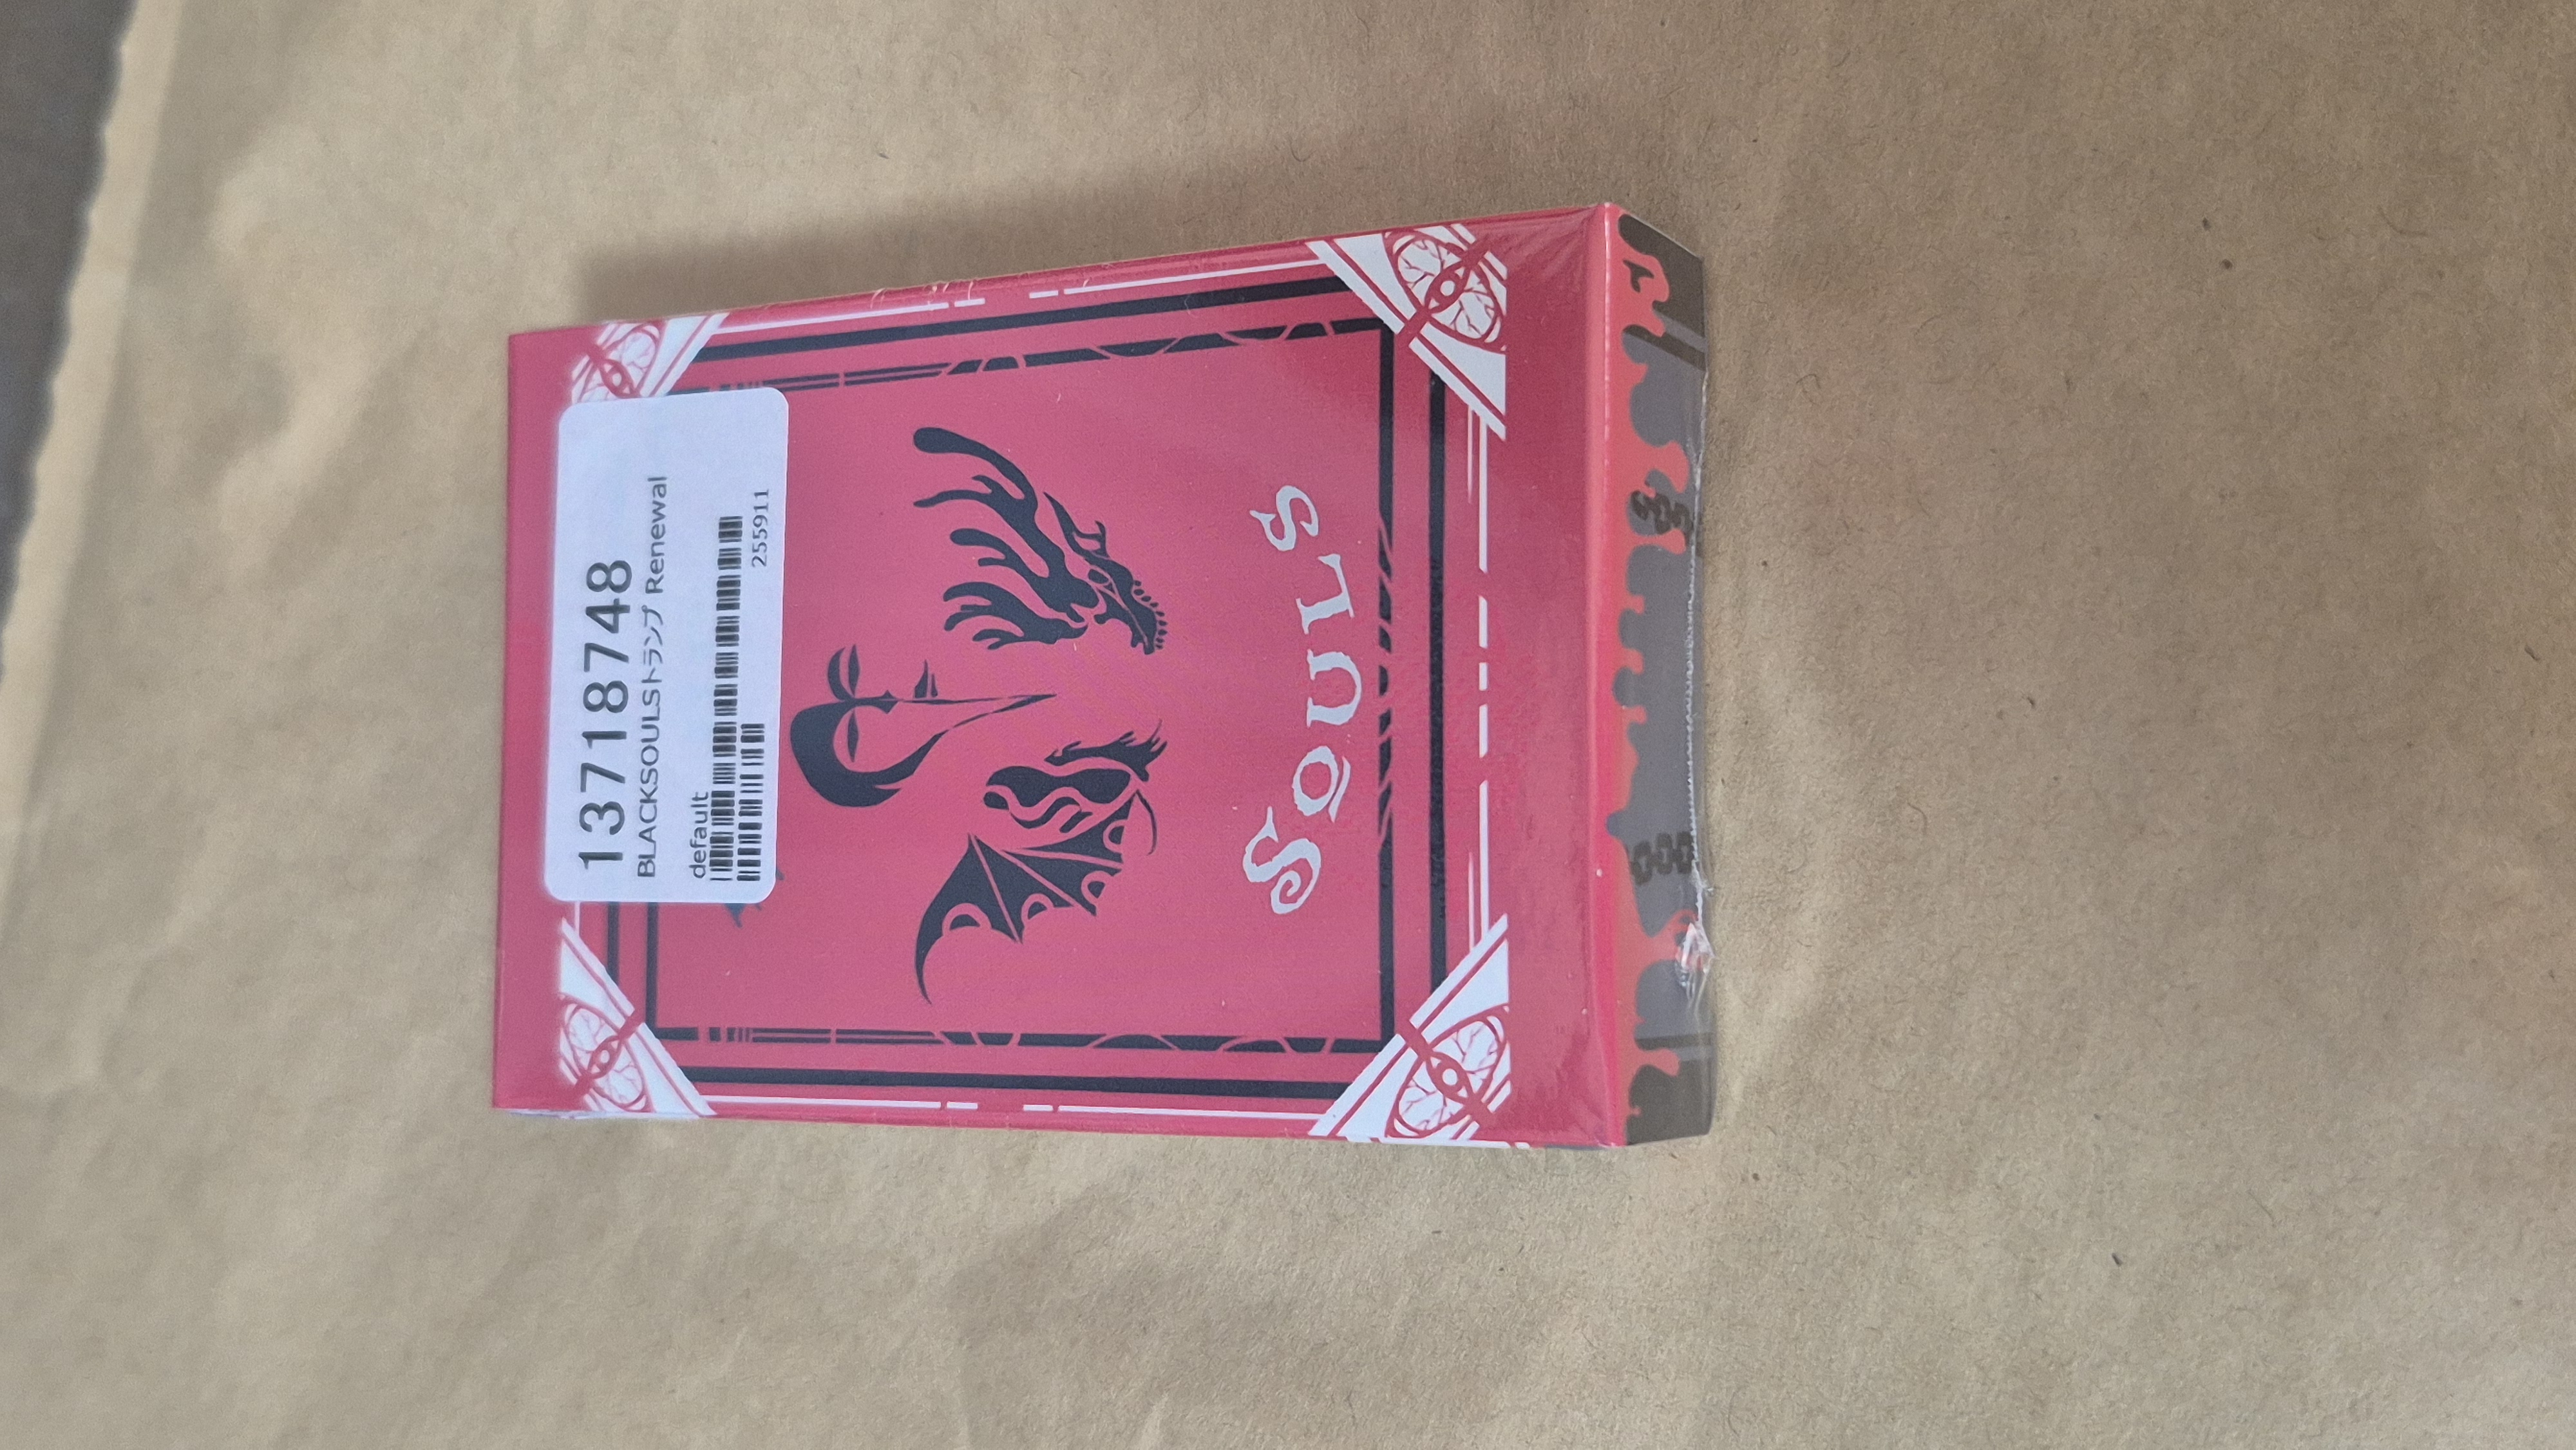 13718748
BLACKSOULSトランプ Renewal
default
255911
SOULS